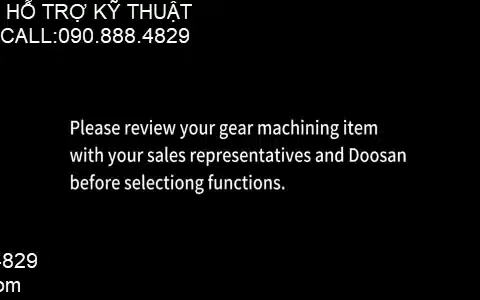 HỖ TRỢ KỸ THUẬT
CALL:090.888.4829
Please review your gear machining item
with your sales representatives and Doosan
before selectiong functions.
4829
om